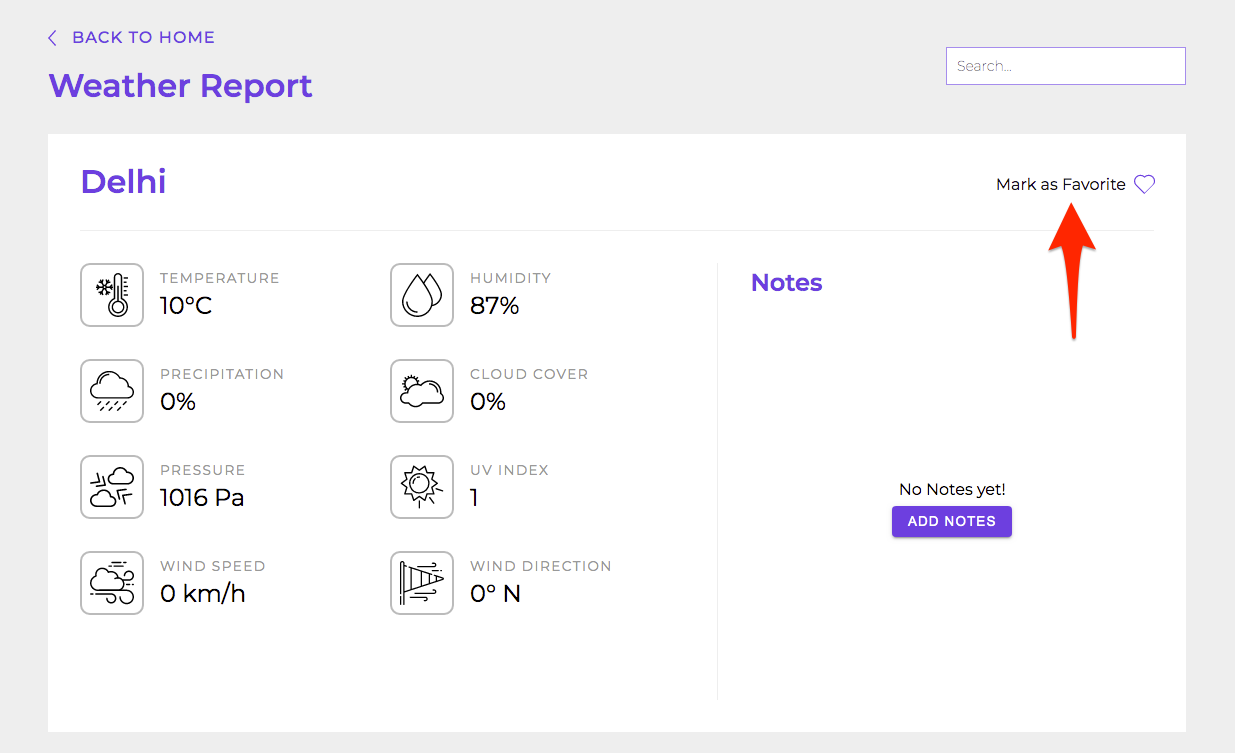 BACK TO HOME
Weather Report
Search...
Delhi
Mark as Favorite
TEMPERATURE
10°C
HUMIDITY
87%
PRECIPITATION
0%
CLOUD COVER
0%
PRESSURE
1016 Pa
UV INDEX
1
WIND SPEED
0 km/h
WIND DIRECTION
0° N
Notes
No Notes yet!
ADD NOTES